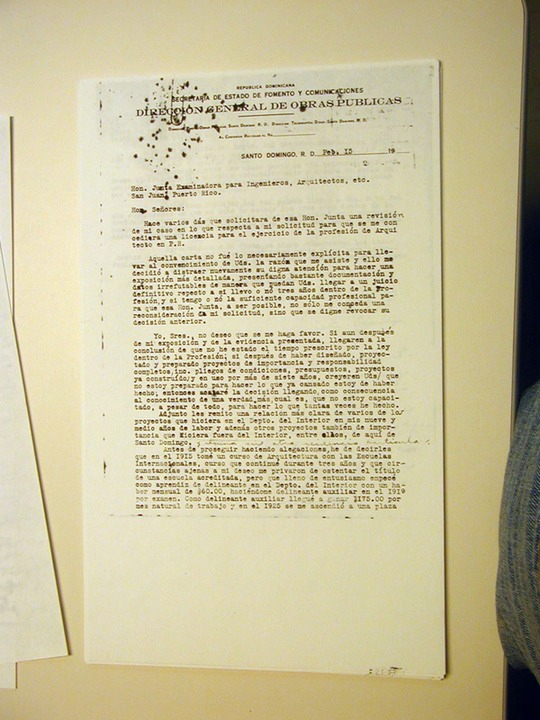 REPUBLICA DOMINICANA
SECRETARIA DE ESTADO DE FOMENTO Y COMUNICACIONES
DIRECCION GENERAL DE OBRAS PUBLICAS
SANTO DOMINGO, R. D. Feb. 15 19
Hon. Junta Examinadora para Ingenieros, Arquitectos, etc.
San Juan, Puerto Rico.
Hon. Señores:
Hace varios dás que solicitara de esa Hon. Junta una revisión
de mi caso en lo que respecta a mi solicitud para que se me con
cediera una licencia para el ejercicio de la profesión de Arqui
tecto en P.R.
Aquella carta no fué lo necesariamente explícita para lle-
var al convencimiento de Uds. la razón que me asiste y ello me
decidió a distraer nuevamente su digna atención para hacer una
exposición más detallada, presentando bastante documentación y
datos irrefutables de manera que puedan Uds. llegar a un juicio
definitivo repecto a si llevo o nó tres años dentro de la Pro-
fesión,y si tengo o nó la suficiente capacidad profesional pa-
ra que esa Hon. Junta, a ser posible, no sólo me conceda una
reconsideración da mi solicitud, sino que se digne revocar su
decisión anterior.
Yo, Sres., no deseo que se me haga favor. Si aun después
de mi exposición y de la evidencia presentada, llegaren a la
conclusión de que no he estado el tiempo prescrito por la ley
dentro de la Profesión; si después de haber diseñado, proyec-
tado y preparado proyectos de importancia y responsabilidad
completos,inc. pliegos de condiciones, presupuestos, proyectos
ya construído,y en uso por más de siete años, creyeren Uds. que
no estoy preparado para hacer lo que ya cansado estoy de haber
hecho, entonces acataré la decisión llegando,como consecuencia
al conocimiento de una verdad más,cual es, que no estoy capaci-
tado, a pesar de todo, para hacer lo que tantas veces he hecho.
Adjunto les remito una relación más clara de varios de los
proyectos que hiciera en el Depto. del Interior en mis nueve y
medio años de labor y además otros proyectos también de impor-
tancia que hiciera fuera del Interior, entre ellos, de aquí de
Santo Domingo,
Antes de proseguir haciendo alegaciones,he de decirles
que en el 1915 tomé un curso de Arquitectura con las Escuelas
Internacionales, curso que continué durante tres años y que cir-
cunstancias ajenas a mi deseo me privaron de ostentar el título
de una escuela acreditada, pero que lleno de entusiasmo empecé
como aprendiz de delineante,en el Depto. del Interior con un ha-
ber mensual de $60.00, haciéndome delineante auxiliar en el 1919
por examen. Como delineante auxiliar llegué a ganar $175.00 por
mes natural de trabajo y en el 1925 se me ascendió a una plaza